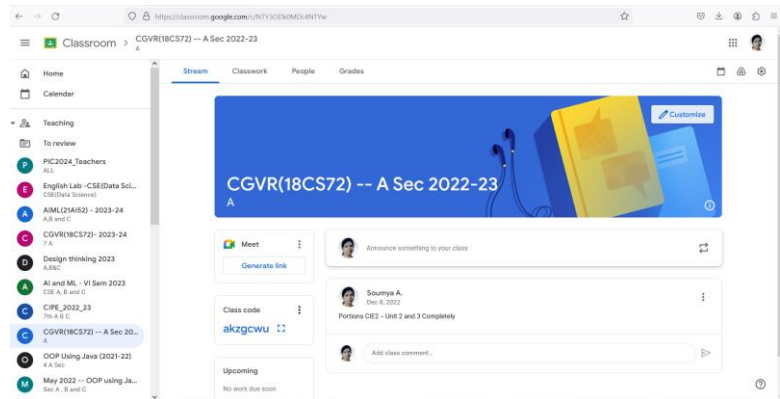 https://classroom.google.com/c/NTY3ODk0MDc4NTYw
Classroom > CGVR(18CS72) -- A Sec 2022-23
A
Home
Calendar
Teaching
To review
P PIC2024_Teachers
ALL
E English Lab -CSE(Data Sci...
CSE(Data Science)
A AIML(21AI52) - 2023-24
A,B and C
C CGVR(18CS72)- 2023-24
7 A
D Design thinking 2023
A,B&C
A AI and ML - VI Sem 2023
CSE A, B and C
C CIPE_2022_23
7th A B C
C CGVR(18CS72) -- A Sec 20...
A
O OOP Using Java (2021-22)
4 A Sec
M May 2022 -- OOP using Ja...
Sec A , B and C
Stream Classwork People Grades
Customize
CGVR(18CS72) -- A Sec 2022-23
A
Meet
Generate link
Class code
akzgcwu
Upcoming
No work due soon
Announce something to your class
Soumya A.
Dec 8, 2022
Portions CIE2 -- Unit 2 and 3 Completely
Add class comment...